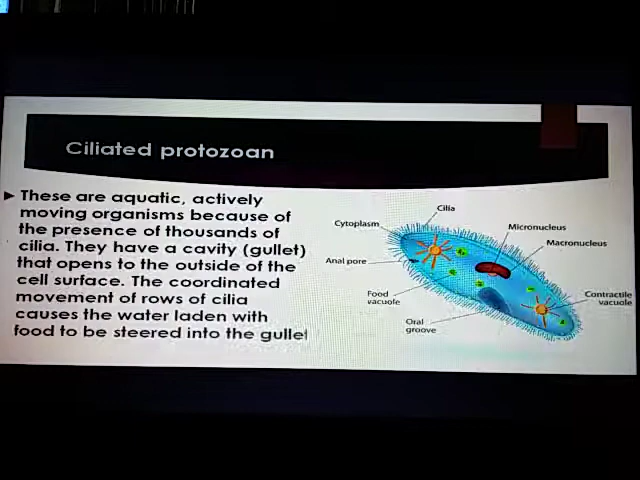 Ciliated protozoan
► These are aquatic, actively
moving organisms because of
the presence of thousands of
cilia. They have a cavity (gullet)
that opens to the outside of the
cell surface. The coordinated
movement of rows of cilia
causes the water laden with
food to be steered into the gullet
Cilia
Cytoplasm
Micronucleus
Macronucleus
Anal pore
Food
vacuole
Contractile
vacuole
Oral
groove